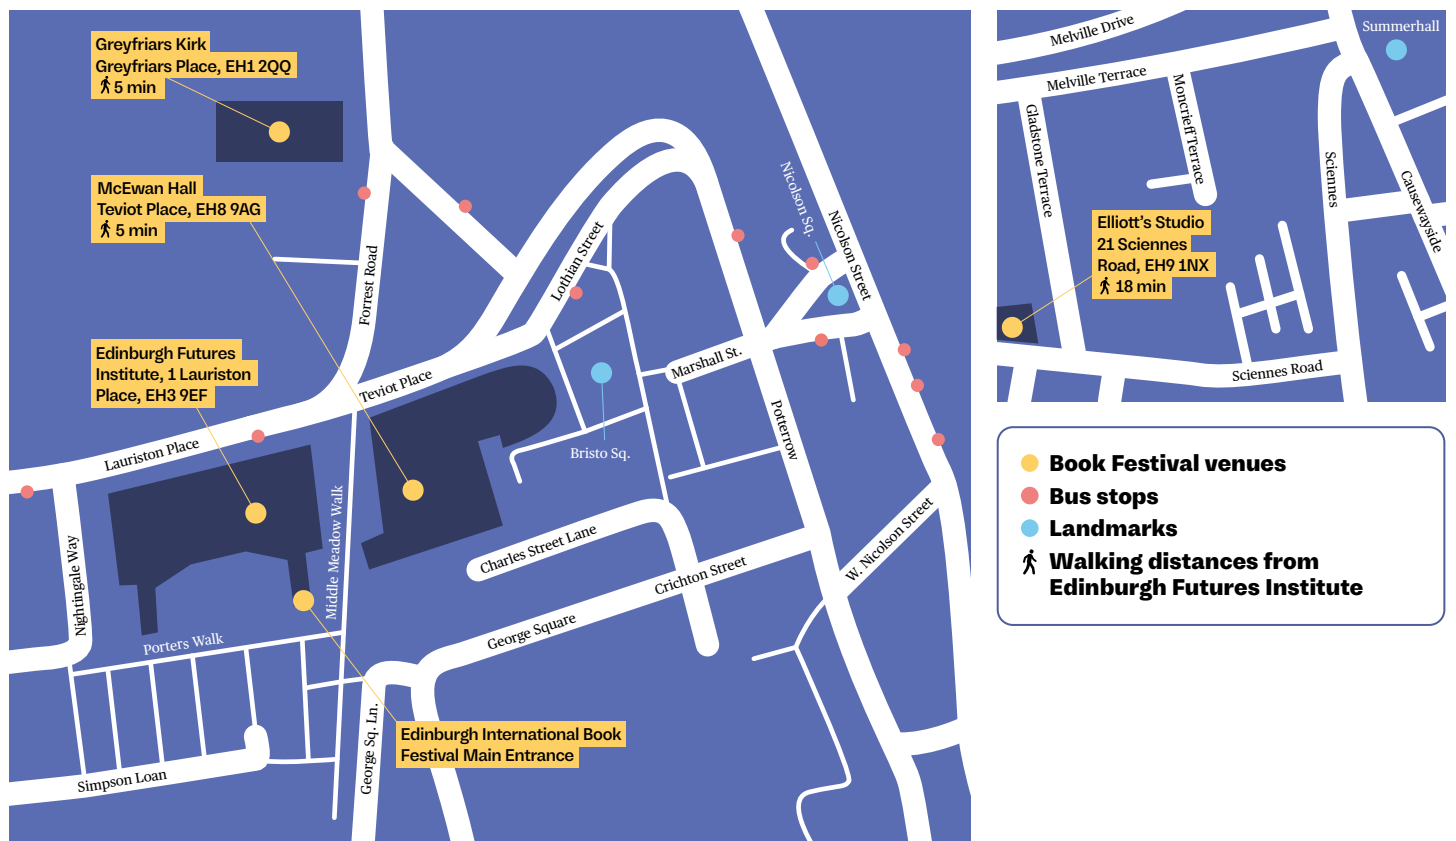 Greyfriars Kirk
Greyfriars Place, EH1 2QQ
5 min
McEwan Hall
Teviot Place, EH8 9AG
5 min
Edinburgh Futures
Institute, 1 Lauriston
Place, EH3 9EF
Edinburgh International Book
Festival Main Entrance
Forrest Road
Lothian Street
Nicolson Sq.
Nicolson Street
Teviot Place
Marshall St.
Lauriston Place
Bristo Sq.
Potterrow
Middle Meadow Walk
Nightingale Way
Charles Street Lane
Crichton Street
W. Nicolson Street
George Square
Porters Walk
Simpson Loan
George Sq. Ln.
Melville Drive
Summerhall
Melville Terrace
Moncrieff Terrace
Gladstone Terrace
Sciennes
Causewayside
Elliott's Studio
21 Sciennes
Road, EH9 1NX
18 min
Sciennes Road
Book Festival venues
Bus stops
Landmarks
Walking distances from
Edinburgh Futures Institute